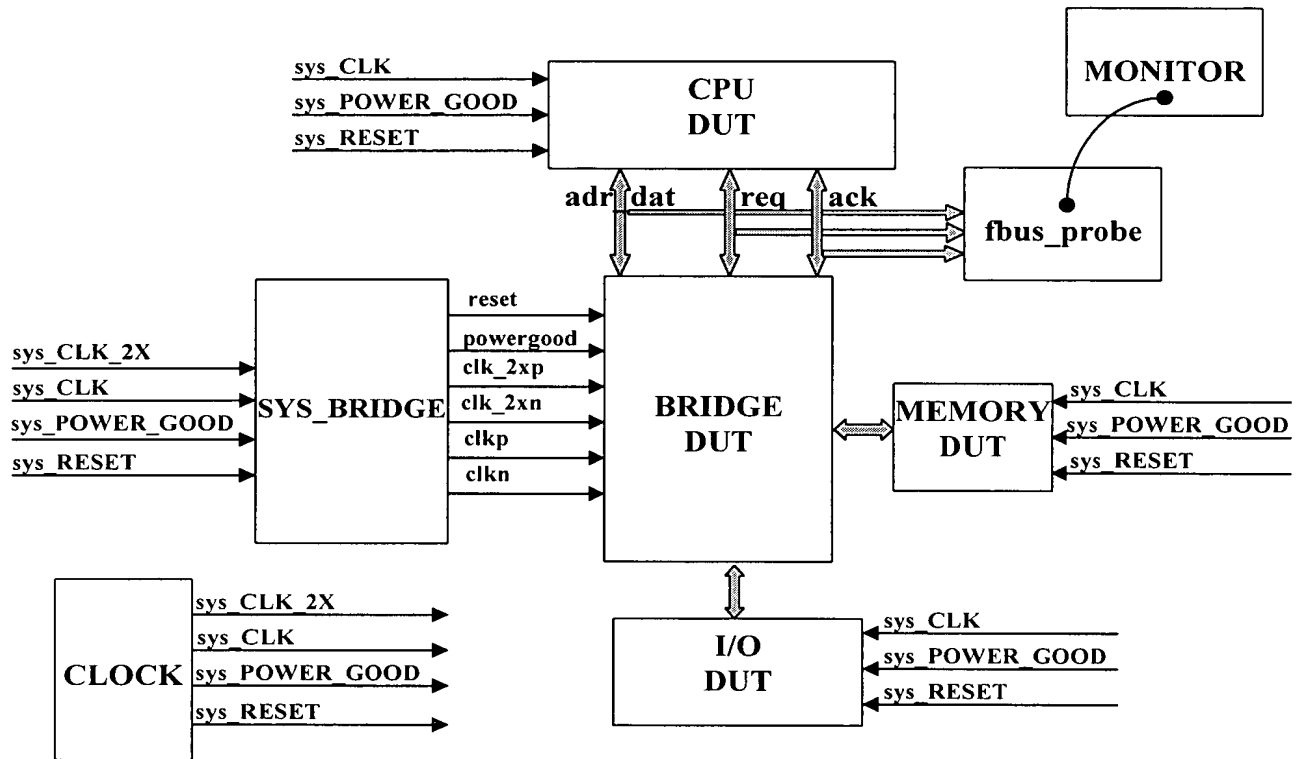 MONITOR
sys_CLK
sys_POWER_GOOD
sys_RESET
CPU
DUT
adr dat
req
ack
fbus_probe
sys_CLK_2X
sys_CLK
sys_POWER_GOOD
sys_RESET
SYS_BRIDGE
reset
powergood
clk_2xp
clk_2xn
clkp
clkn
BRIDGE
DUT
MEMORY
DUT
sys_CLK
sys_POWER_GOOD
sys_RESET
CLOCK
sys_CLK_2X
sys_CLK
sys_POWER_GOOD
sys_RESET
I/O
DUT
sys_CLK
sys_POWER_GOOD
sys_RESET